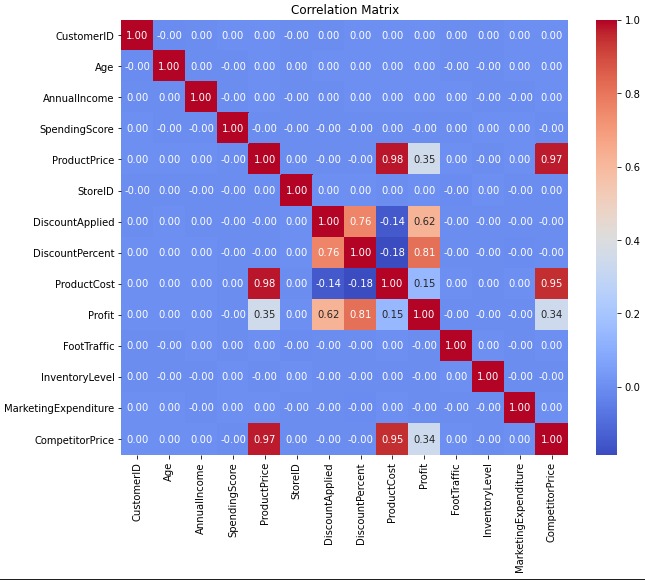 Correlation Matrix
CustomerID 1.00 -0.00 0.00 -0.00 0.00 -0.00 0.00 0.00 0.00 0.00 0.00 0.00 0.00 0.00
Age -0.00 1.00 0.00 0.00 -0.00 0.00 -0.00 -0.00 -0.00 -0.00 -0.00 0.00 -0.00 -0.00
AnnualIncome 0.00 0.00 1.00 -0.00 0.00 -0.00 0.00 -0.00 0.00 0.00 0.00 -0.00 -0.00 0.00
SpendingScore -0.00 0.00 -0.00 1.00 -0.00 0.00 -0.00 -0.00 -0.00 -0.00 0.00 0.00 -0.00 -0.00
ProductPrice 0.00 -0.00 0.00 -0.00 1.00 0.00 -0.00 -0.00 0.98 0.35 0.00 -0.00 -0.00 0.97
StoreID -0.00 0.00 -0.00 0.00 0.00 1.00 0.00 0.00 0.00 0.00 -0.00 0.00 -0.00 0.00
DiscountApplied 0.00 -0.00 0.00 -0.00 -0.00 0.00 1.00 0.76 -0.14 0.62 -0.00 -0.00 -0.00 -0.00
DiscountPercent 0.00 -0.00 -0.00 -0.00 -0.00 0.00 0.76 1.00 -0.18 0.81 -0.00 -0.00 -0.00 -0.00
ProductCost 0.00 -0.00 0.00 -0.00 0.98 0.00 -0.14 -0.18 1.00 0.15 0.00 -0.00 -0.00 0.95
Profit 0.00 -0.00 0.00 -0.00 0.35 0.00 0.62 0.81 0.15 1.00 -0.00 -0.00 -0.00 0.34
FootTraffic 0.00 -0.00 0.00 0.00 0.00 -0.00 -0.00 -0.00 0.00 -0.00 1.00 0.00 -0.00 0.00
InventoryLevel 0.00 0.00 -0.00 0.00 -0.00 0.00 -0.00 -0.00 -0.00 -0.00 0.00 1.00 -0.00 -0.00
MarketingExpenditure 0.00 -0.00 -0.00 -0.00 -0.00 -0.00 -0.00 -0.00 -0.00 -0.00 -0.00 -0.00 1.00 0.00
CompetitorPrice 0.00 -0.00 0.00 -0.00 0.97 0.00 -0.00 -0.00 0.95 0.34 0.00 -0.00 0.00 1.00
CustomerID
Age
AnnualIncome
SpendingScore
ProductPrice
StoreID
DiscountApplied
DiscountPercent
ProductCost
Profit
FootTraffic
InventoryLevel
MarketingExpenditure
CompetitorPrice
1.0
0.8
0.6
0.4
0.2
0.0